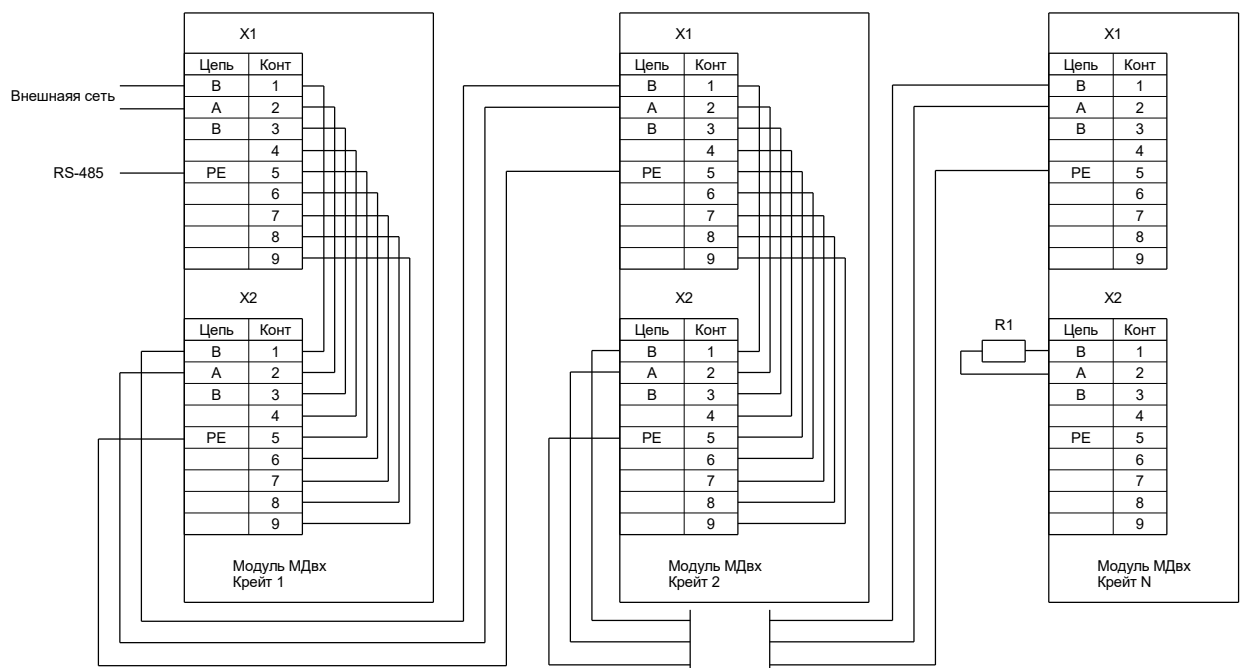 Внешнаяя сеть
RS-485
X1
Цепь Конт
B 1
A 2
B 3
4
PE 5
6
7
8
9
X2
Цепь Конт
B 1
A 2
B 3
4
PE 5
6
7
8
9
Модуль МДвх
Крейт 1
X1
Цепь Конт
B 1
A 2
B 3
4
PE 5
6
7
8
9
X2
Цепь Конт
B 1
A 2
B 3
4
PE 5
6
7
8
9
Модуль МДвх
Крейт 2
X1
Цепь Конт
B 1
A 2
B 3
4
PE 5
6
7
8
9
X2
R1
Цепь Конт
B 1
A 2
B 3
4
PE 5
6
7
8
9
Модуль МДвх
Крейт N